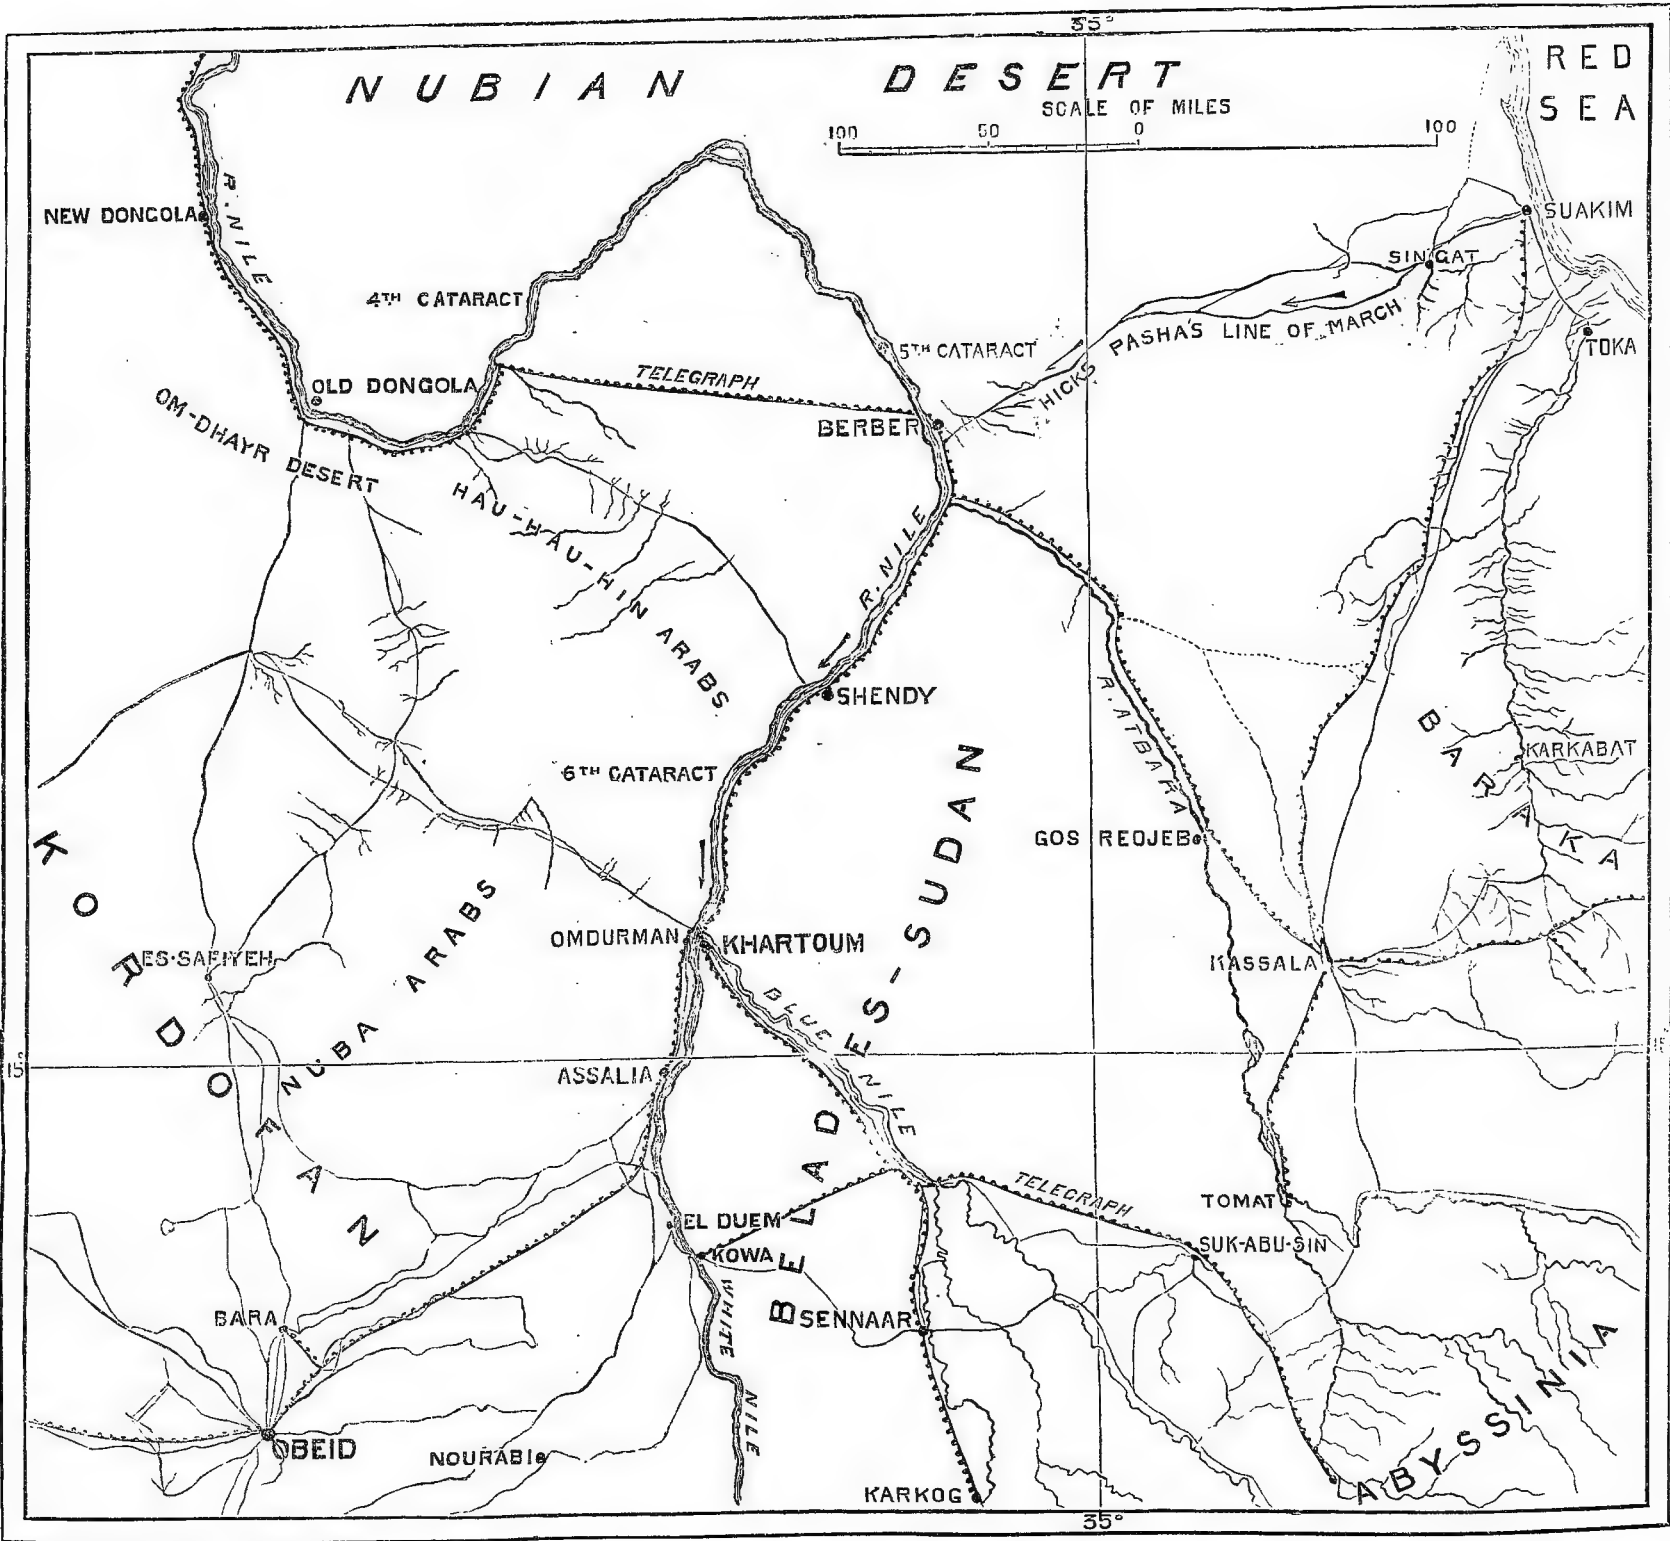 35°
NUBIAN DESERT
RED SEA
SCALE OF MILES
100 50 0 100
R. NILE
NEW DONGOLA
SUAKIM
SINGAT
4TH CATARACT
HICKS PASHA'S LINE OF MARCH
TOKA
5TH CATARACT
TELEGRAPH
OLD DONGOLA
BERBER
OM-DHAYR DESERT
HAU-HAU-HIN ARABS
R. NILE
SHENDY
R. ATBARA
BARAKA
KARKABAT
6TH CATARACT
GOS REDJEB
KORDOFAN
NUBA ARABS
BELLAD ES-SUDAN
OMDURMAN
KHARTOUM
ES-SAFIYEH
KASSALA
BLUE NILE
15°
ASSALIA
TELEGRAPH
TOMAT
EL DUEM
SUK-ABU-SIN
KOWA
WHITE NILE
BARA
SENNAAR
ABYSSINIA
OBEID
NOURABI
KARKOG
35°